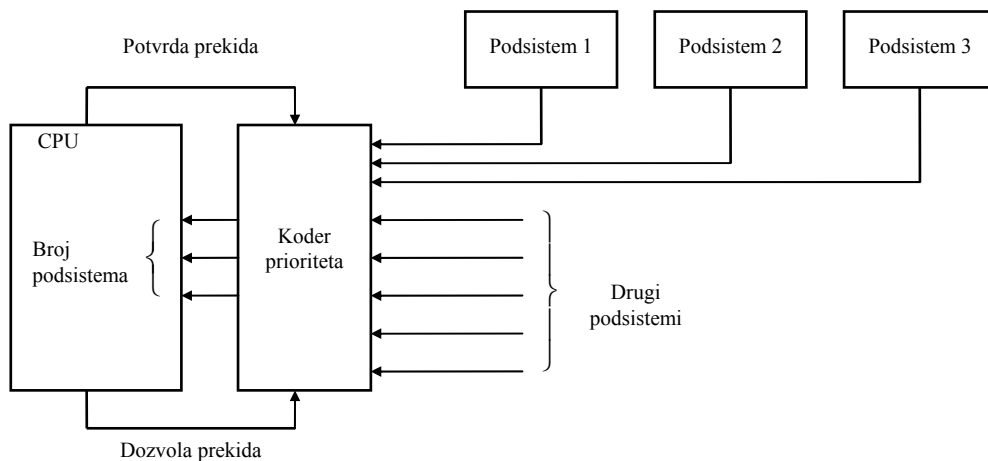 Potvrda prekida
Podsistem 1
Podsistem 2
Podsistem 3
CPU
Broj
podsistema
Koder
prioriteta
Drugi
podsistemi
Dozvola prekida